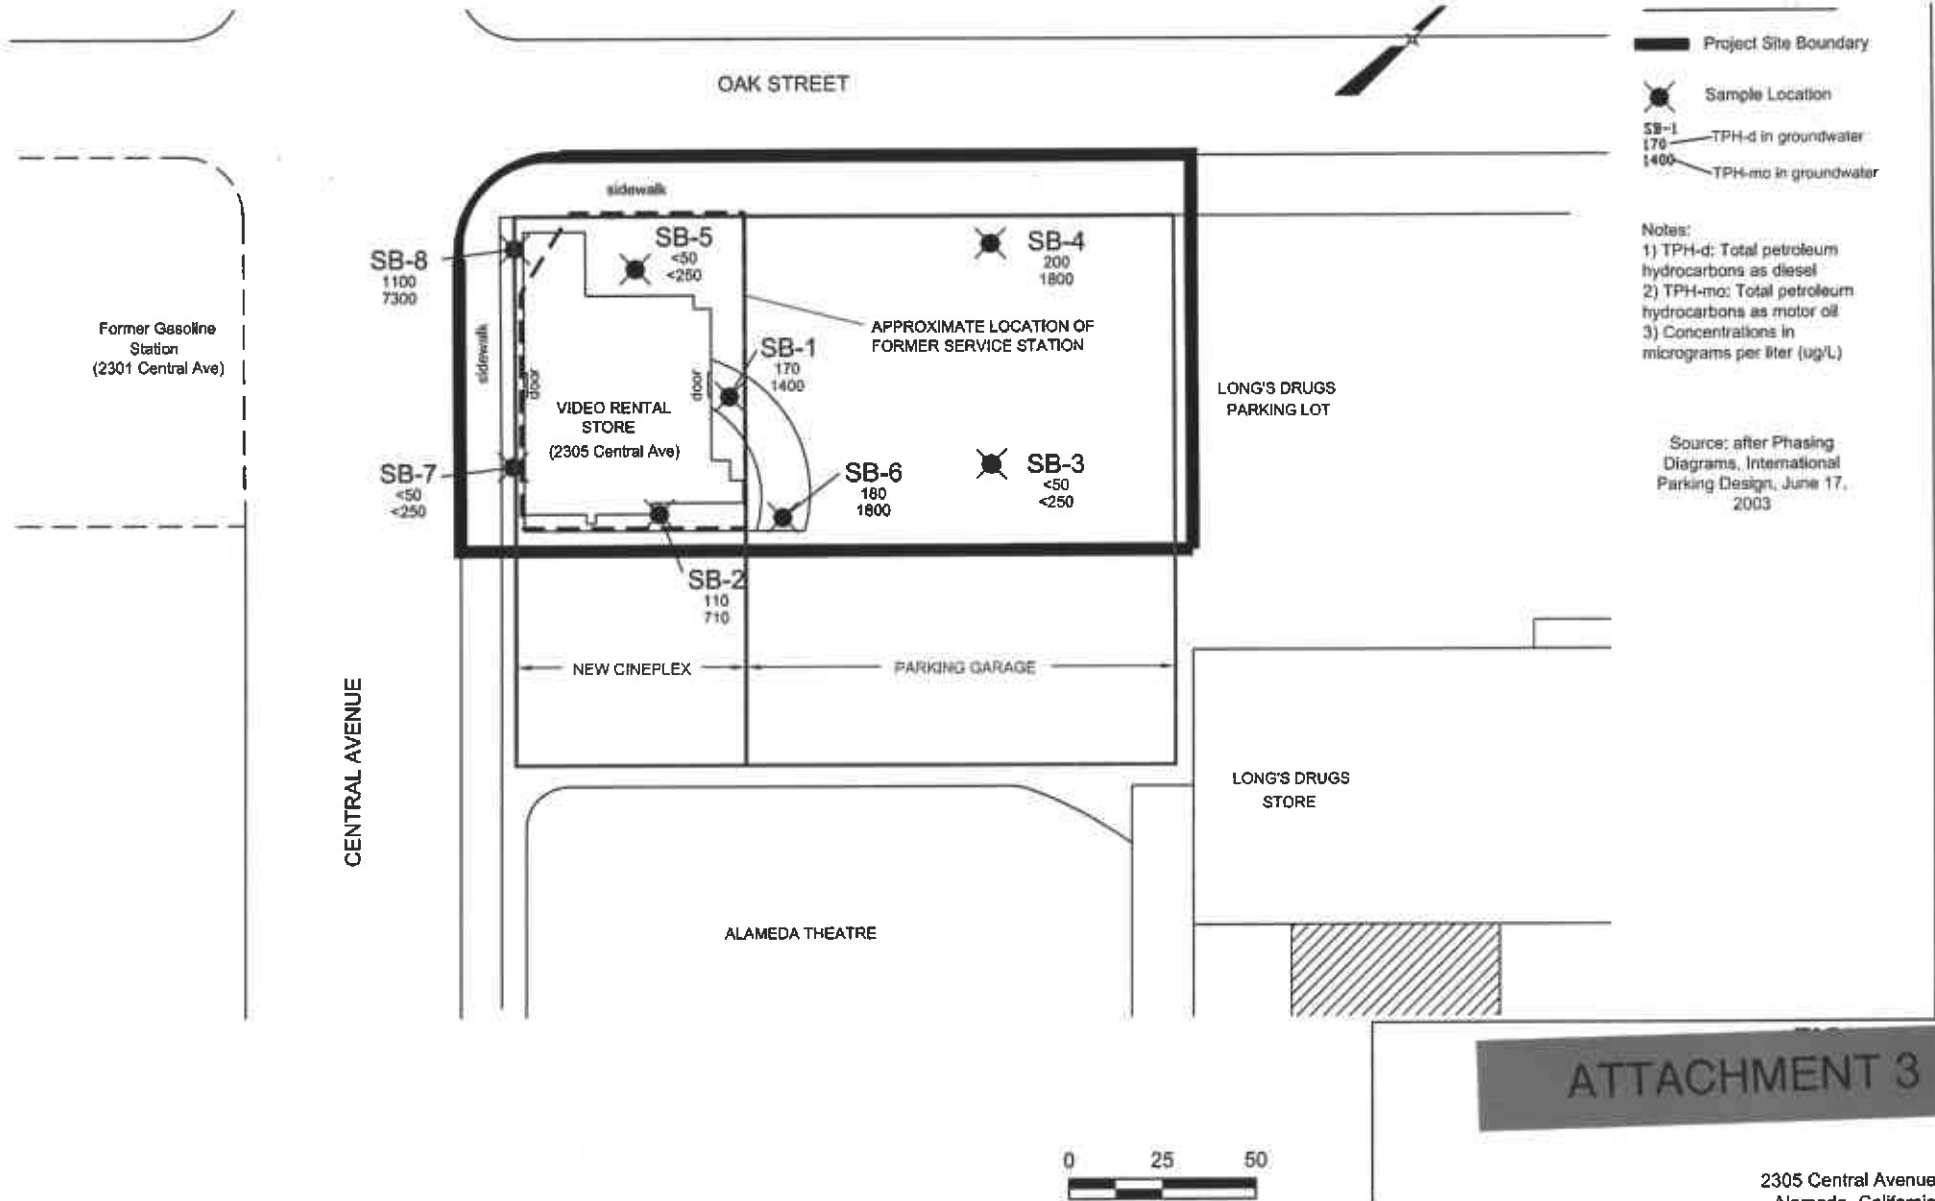 OAK STREET
Project Site Boundary
Sample Location
SB-1
170
1400
TPH-d in groundwater
TPH-mo in groundwater
Notes:
1) TPH-d: Total petroleum
hydrocarbons as diesel
2) TPH-mo: Total petroleum
hydrocarbons as motor oil
3) Concentrations in
micrograms per liter (ug/L)
Source: after Phasing
Diagrams, International
Parking Design, June 17,
2003
sidewalk
SB-5
<50
<250
SB-4
200
1800
SB-8
1100
7300
Former Gasoline
Station
(2301 Central Ave)
sidewalk
APPROXIMATE LOCATION OF
FORMER SERVICE STATION
SB-1
170
1400
door
door
VIDEO RENTAL
STORE
(2305 Central Ave)
LONG'S DRUGS
PARKING LOT
SB-7
<50
<250
SB-6
180
1800
SB-3
<50
<250
SB-2
110
710
NEW CINEPLEX
PARKING GARAGE
CENTRAL AVENUE
LONG'S DRUGS
STORE
ALAMEDA THEATRE
ATTACHMENT 3
0 25 50
2305 Central Avenue
Alameda, California